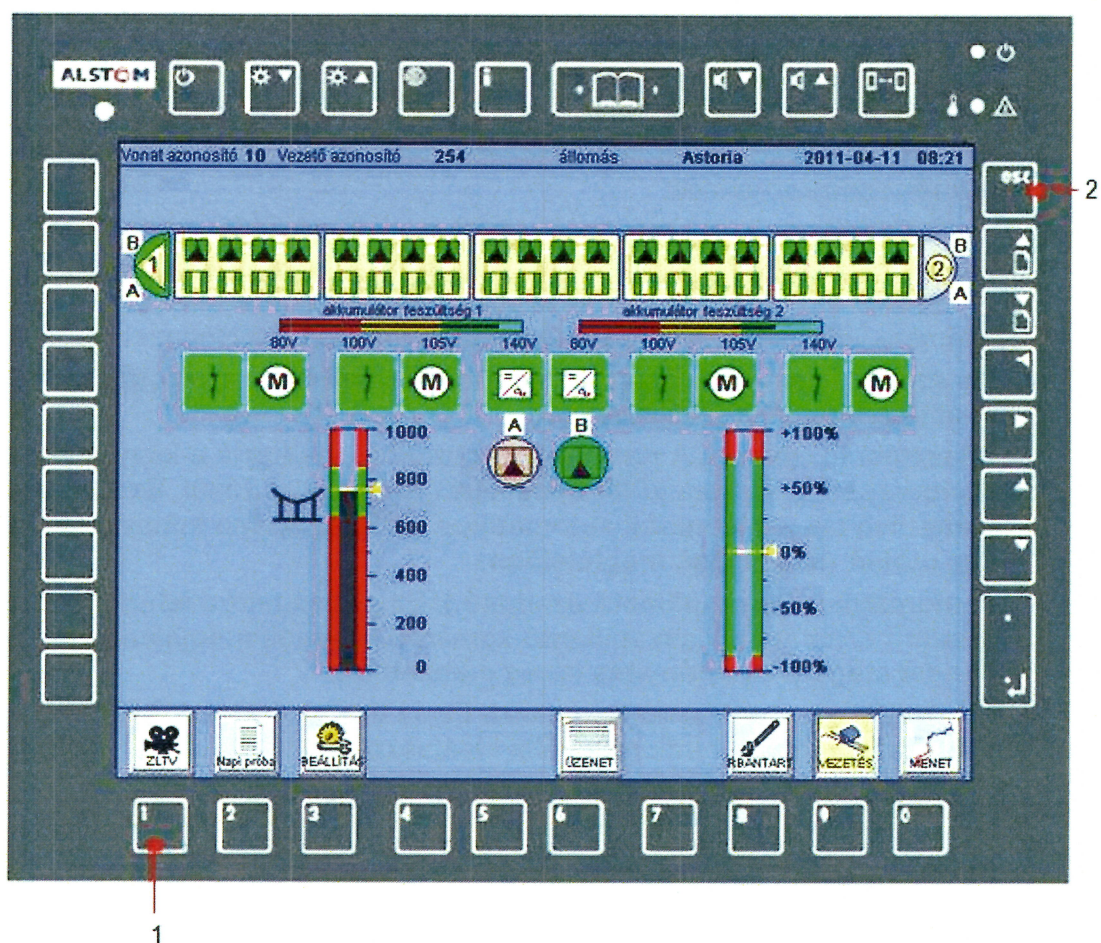 ALSTOM
Vonat azonosító 10 Vezető azonosító 254 állomás Astoria 2011-04-11 08:21
esc
2
B B
1 2
A A
akkumulátor feszültség 1 akkumulátor feszültség 2
80V 100V 105V 140V 60V 100V 105V 140V
M M M M
A B
1000 +100%
800 +50%
600 0%
400 -50%
200 -100%
0
ZLTV Napi próba BEÁLLÍTÁS ÜZENET RBANTART VEZETÉS MENET
1 2 3 4 5 6 7 8 9 0
1